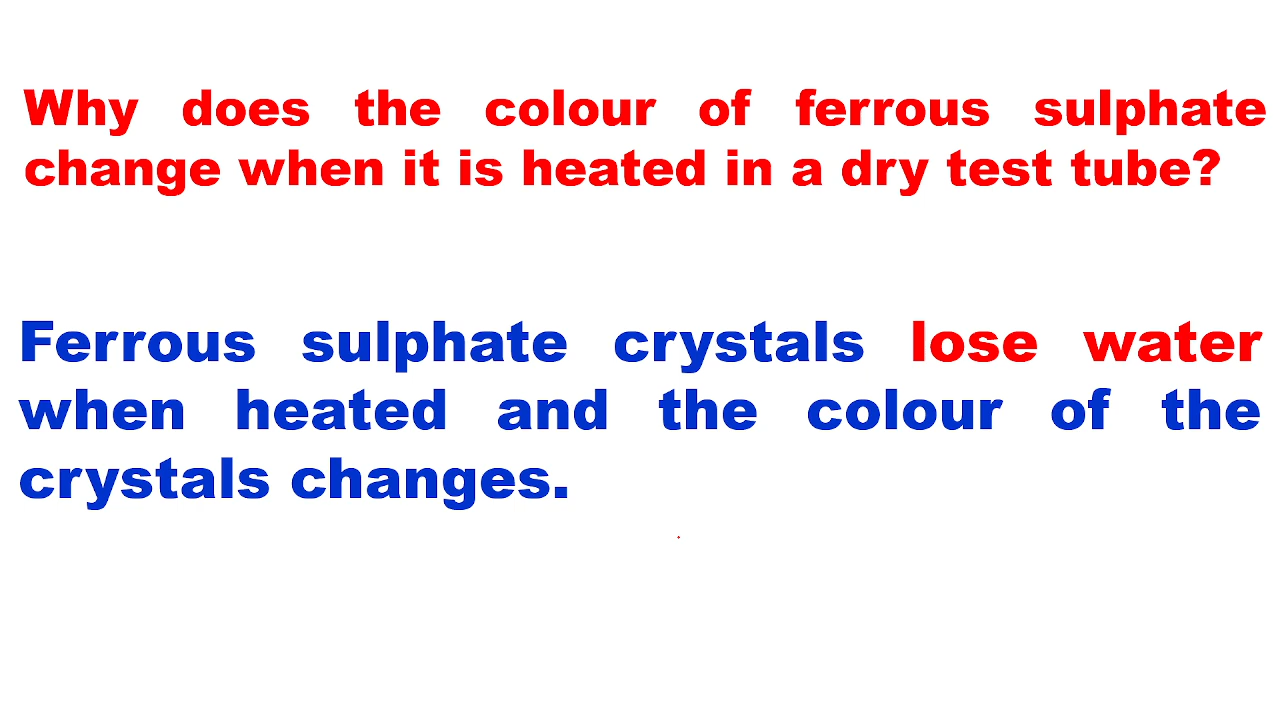 Why does the colour of ferrous sulphate
change when it is heated in a dry test tube?
Ferrous sulphate crystals lose water
when heated and the colour of the
crystals changes.